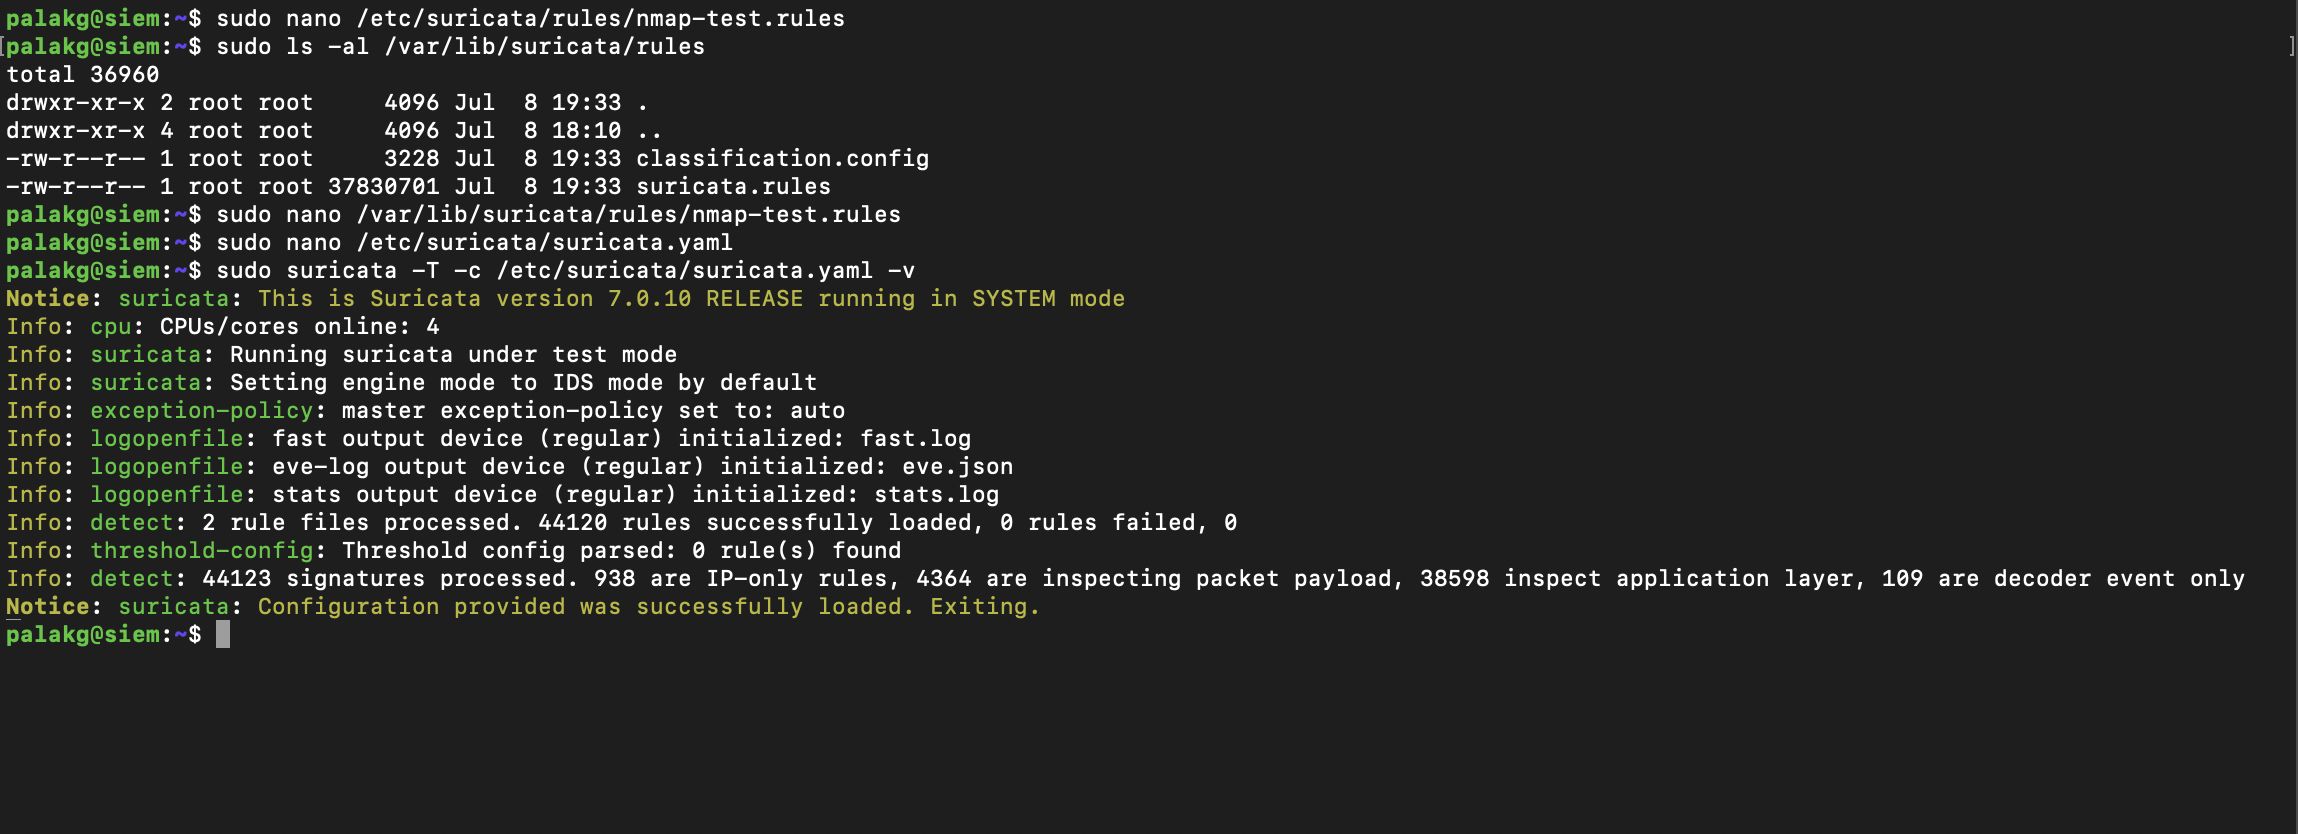 palakg@siem:~$ sudo nano /etc/suricata/rules/nmap-test.rules
[palakg@siem:~$ sudo ls -al /var/lib/suricata/rules ]
total 36960
drwxr-xr-x 2 root root     4096 Jul  8 19:33 .
drwxr-xr-x 4 root root     4096 Jul  8 18:10 ..
-rw-r--r-- 1 root root     3228 Jul  8 19:33 classification.config
-rw-r--r-- 1 root root 37830701 Jul  8 19:33 suricata.rules
palakg@siem:~$ sudo nano /var/lib/suricata/rules/nmap-test.rules
palakg@siem:~$ sudo nano /etc/suricata/suricata.yaml
palakg@siem:~$ sudo suricata -T -c /etc/suricata/suricata.yaml -v
Notice: suricata: This is Suricata version 7.0.10 RELEASE running in SYSTEM mode
Info: cpu: CPUs/cores online: 4
Info: suricata: Running suricata under test mode
Info: suricata: Setting engine mode to IDS mode by default
Info: exception-policy: master exception-policy set to: auto
Info: logopenfile: fast output device (regular) initialized: fast.log
Info: logopenfile: eve-log output device (regular) initialized: eve.json
Info: logopenfile: stats output device (regular) initialized: stats.log
Info: detect: 2 rule files processed. 44120 rules successfully loaded, 0 rules failed, 0
Info: threshold-config: Threshold config parsed: 0 rule(s) found
Info: detect: 44123 signatures processed. 938 are IP-only rules, 4364 are inspecting packet payload, 38598 inspect application layer, 109 are decoder event only
Notice: suricata: Configuration provided was successfully loaded. Exiting.
palakg@siem:~$